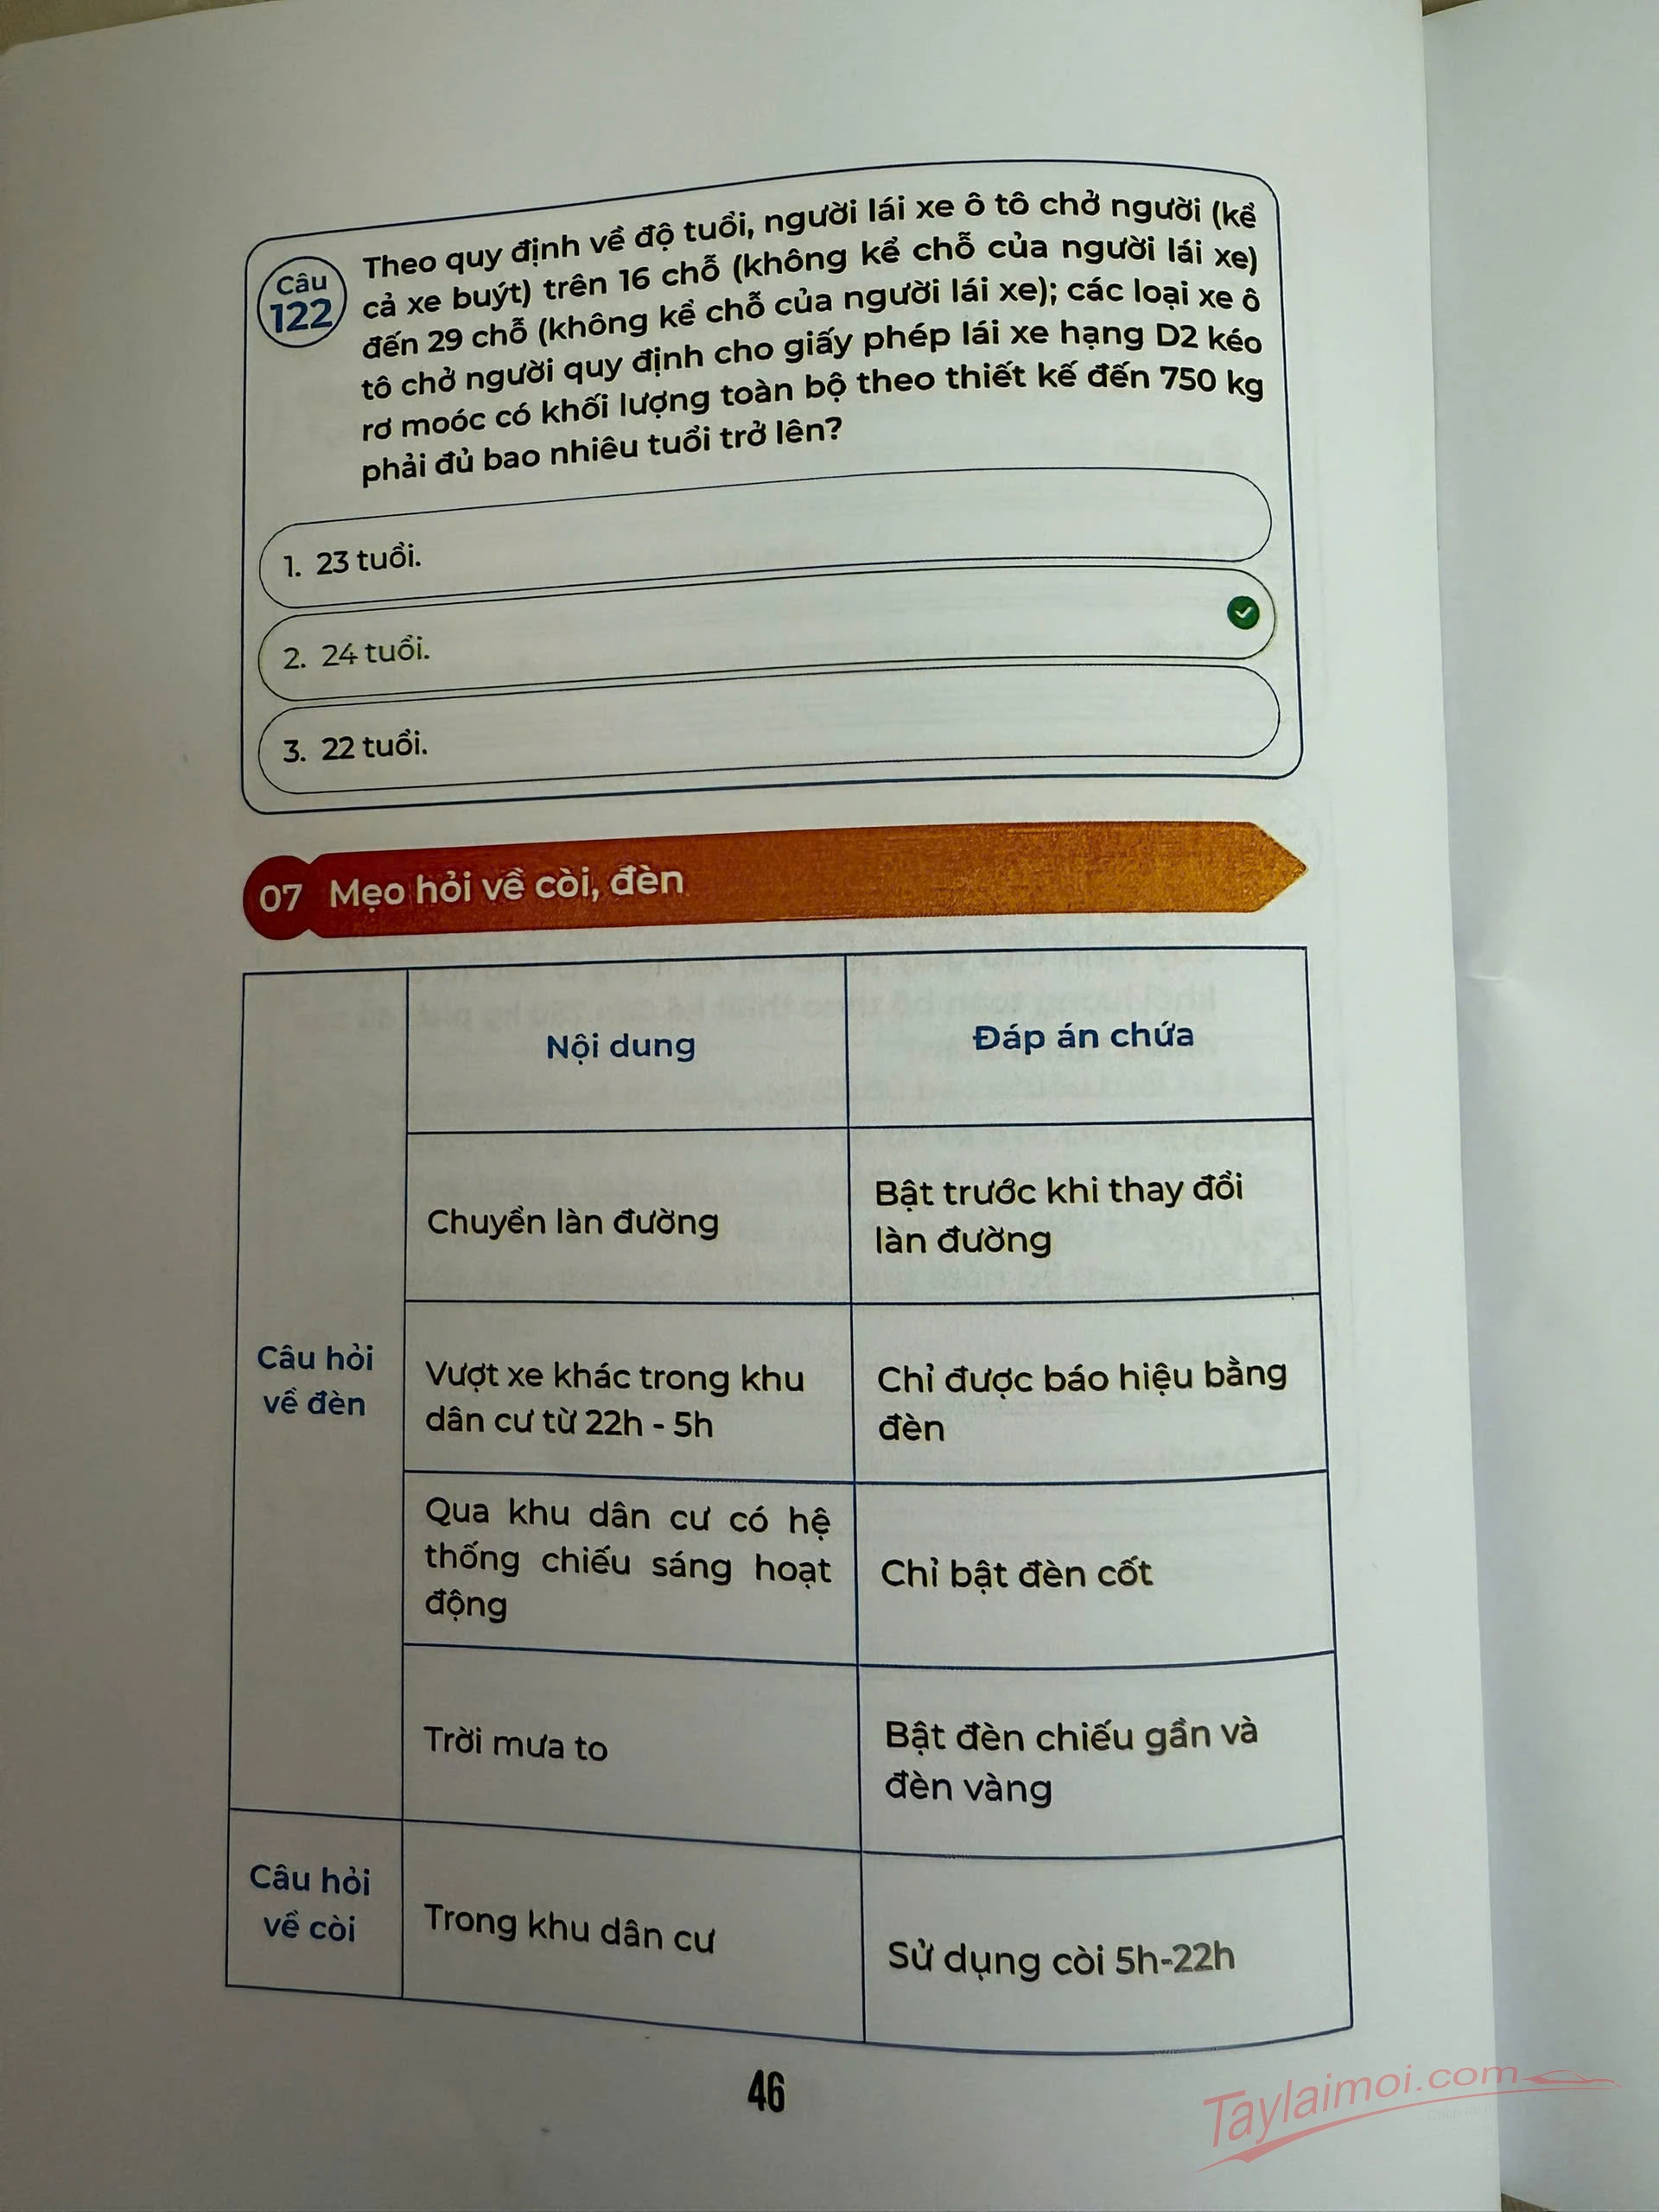 Câu
122
Theo quy định về độ tuổi, người lái xe ô tô chở người (kể
cả xe buýt) trên 16 chỗ (không kể chỗ của người lái xe)
đến 29 chỗ (không kể chỗ của người lái xe); các loại xe ô
tô chở người quy định cho giấy phép lái xe hạng D2 kéo
rơ moóc có khối lượng toàn bộ theo thiết kế đến 750 kg
phải đủ bao nhiêu tuổi trở lên?
1. 23 tuổi.
2. 24 tuổi.
3. 22 tuổi.
07 Mẹo hỏi về còi, đèn
Nội dung
Đáp án chứa
Câu hỏi
về đèn
Chuyển làn đường
Bật trước khi thay đổi
làn đường
Vượt xe khác trong khu
dân cư từ 22h - 5h
Chỉ được báo hiệu bằng
đèn
Qua khu dân cư có hệ
thống chiếu sáng hoạt
động
Chỉ bật đèn cốt
Trời mưa to
Bật đèn chiếu gần và
đèn vàng
Câu hỏi
về còi
Trong khu dân cư
Sử dụng còi 5h-22h
46
Taylaimoi.com